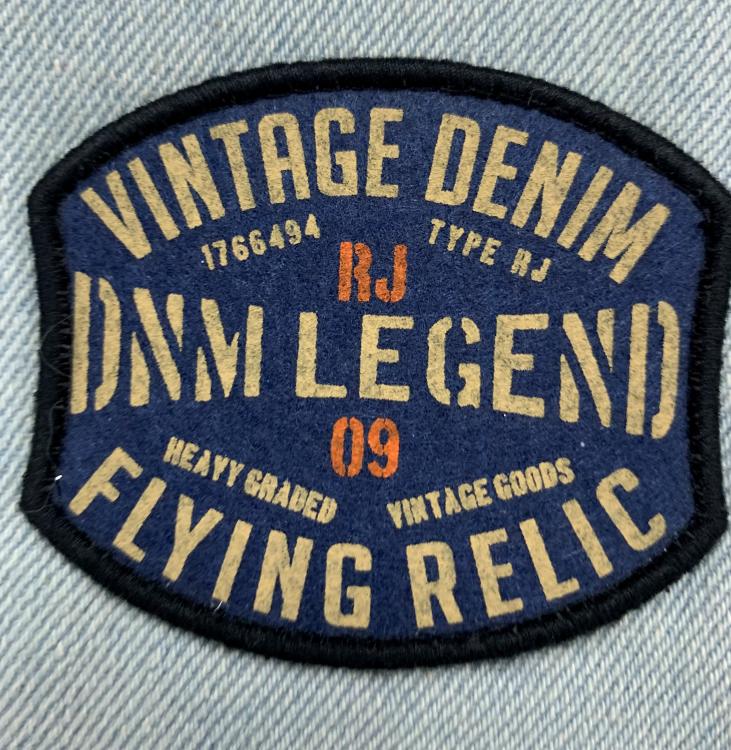 VINTAGE DENIM
1766494 TYPE RJ
RJ
DNM LEGEND
09
HEAVY GRADED VINTAGE GOODS
FLYING RELIC